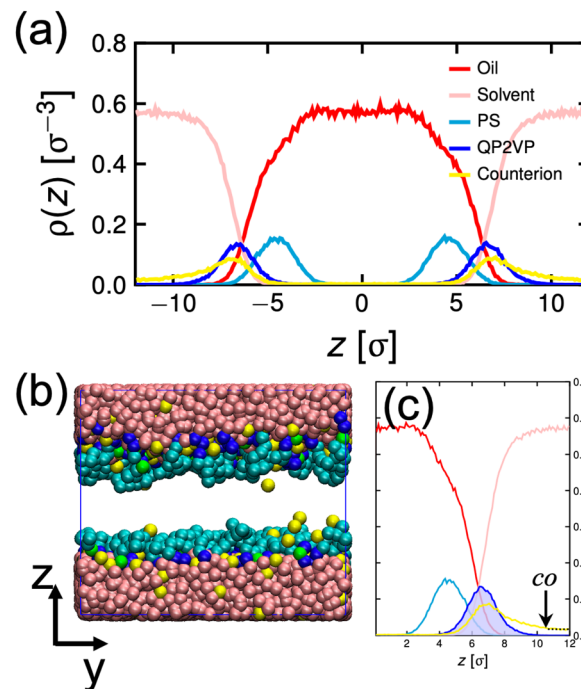 (a)
ρ(z) [σ⁻³]
0.8
0.6
0.4
0.2
0.0
Oil
Solvent
PS
QP2VP
Counterion
−10 −5 0 5 10
z [σ]
(b)
z
y
(c)
co
2 4 6 8 10 12
z [σ]